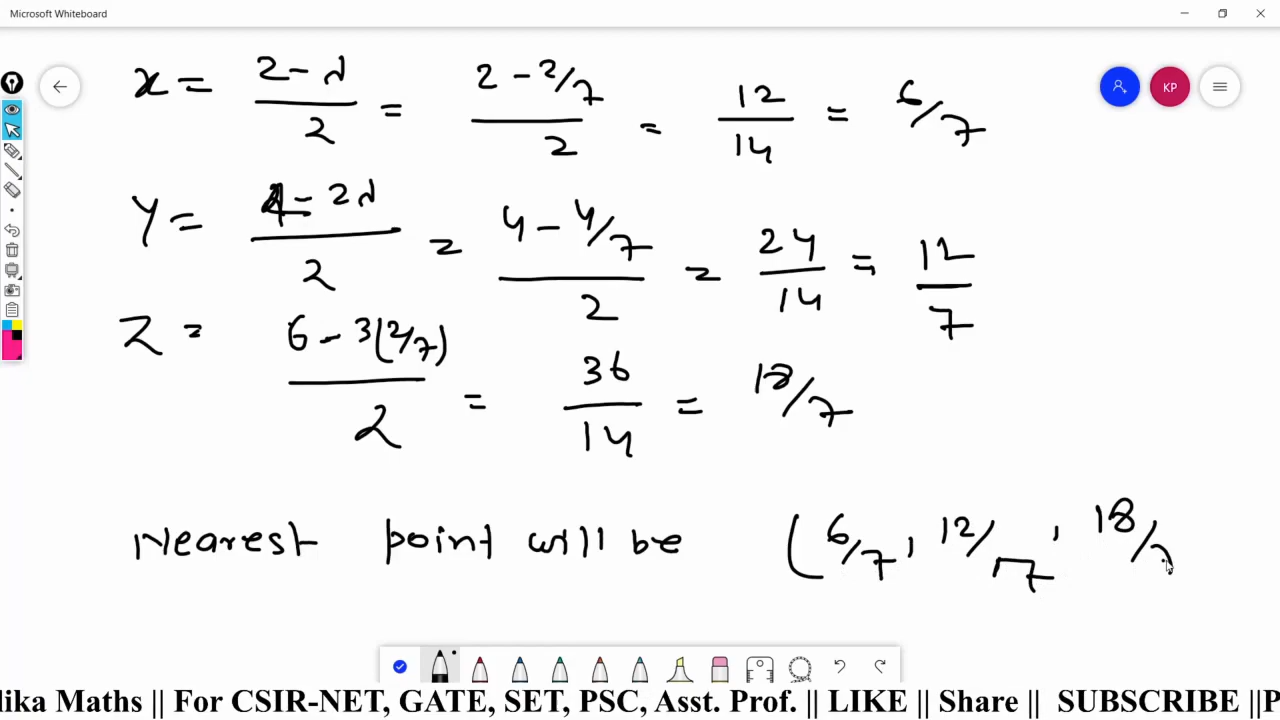 Microsoft Whiteboard
KP
x = (2 - λ)/2 = (2 - 2/7)/2 = 12/14 = 6/7
y = (4 - 2λ)/2 = (4 - 4/7)/2 = 24/14 = 12/7
z = (6 - 3(2/7))/2 = 36/14 = 18/7
Nearest point will be (6/7, 12/7, 18/7
lika Maths || For CSIR-NET, GATE, SET, PSC, Asst. Prof. || LIKE || Share || SUBSCRIBE ||P